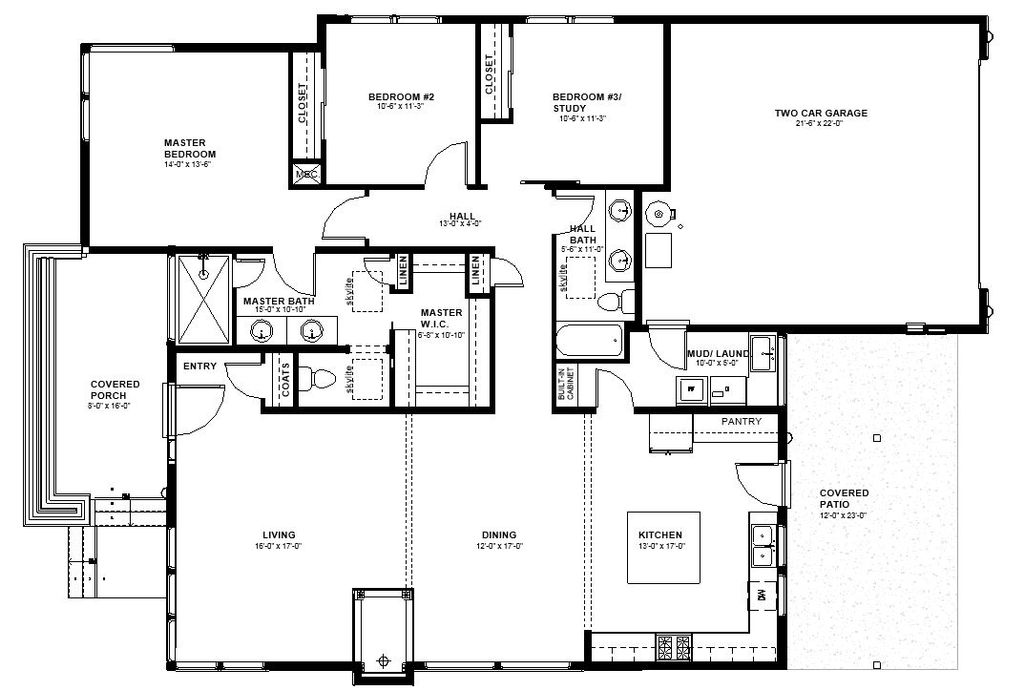 CLOSET
BEDROOM #2
10'-6" x 11'-3"
CLOSET
BEDROOM #3/
STUDY
10'-6" x 11'-3"
TWO CAR GARAGE
21'-6" x 22'-0"
MASTER
BEDROOM
14'-0" x 13'-6"
MEC
HALL
13'-0" x 4'-0"
HALL
BATH
5'-6" x 11'-0"
skylite
LINEN
LINEN
skylite
MASTER BATH
15'-0" x 10'-10"
MASTER
W.I.C.
6'-8" x 10'-10"
ENTRY
COATS
skylite
BUILT-IN
CABINET
MUD/ LAUND.
10'-0" x 6'-0"
COVERED
PORCH
8'-0" x 16'-0"
PANTRY
COVERED
PATIO
12'-0" x 23'-0"
LIVING
16'-0" x 17'-0"
DINING
12'-0" x 17'-0"
KITCHEN
13'-0" x 17'-0"
DW